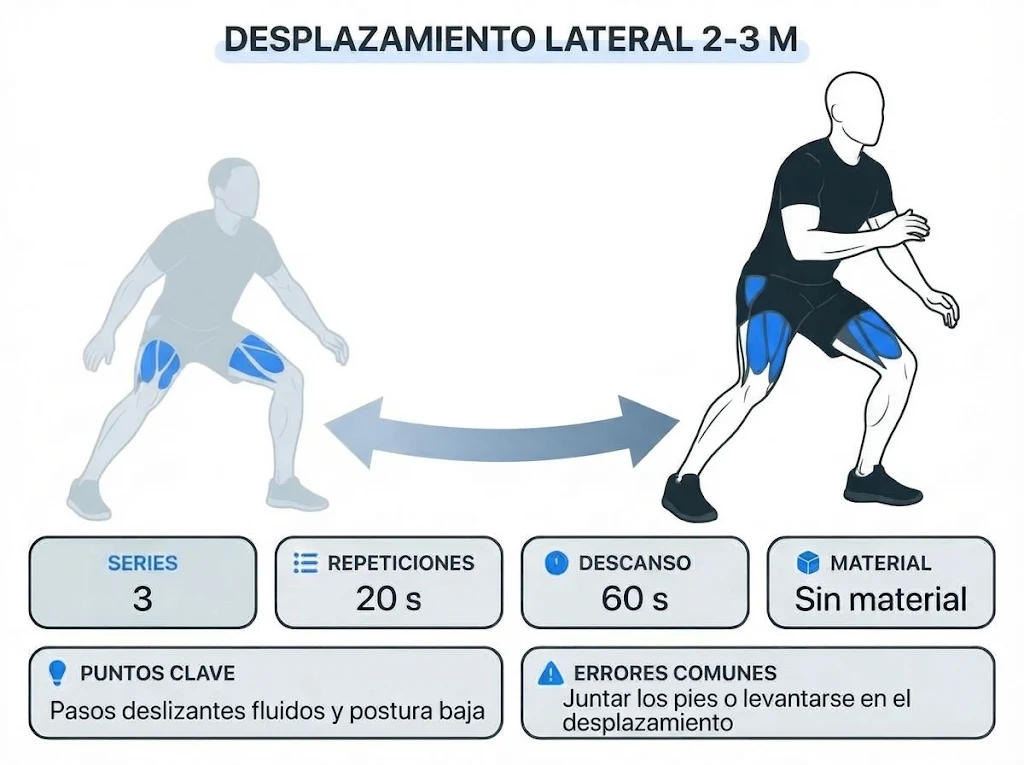 DESPLAZAMIENTO LATERAL 2-3 M
SERIES
3
REPETICIONES
20 s
DESCANSO
60 s
MATERIAL
Sin material
PUNTOS CLAVE
Pasos deslizantes fluidos y postura baja
ERRORES COMUNES
Juntar los pies o levantarse en el
desplazamiento